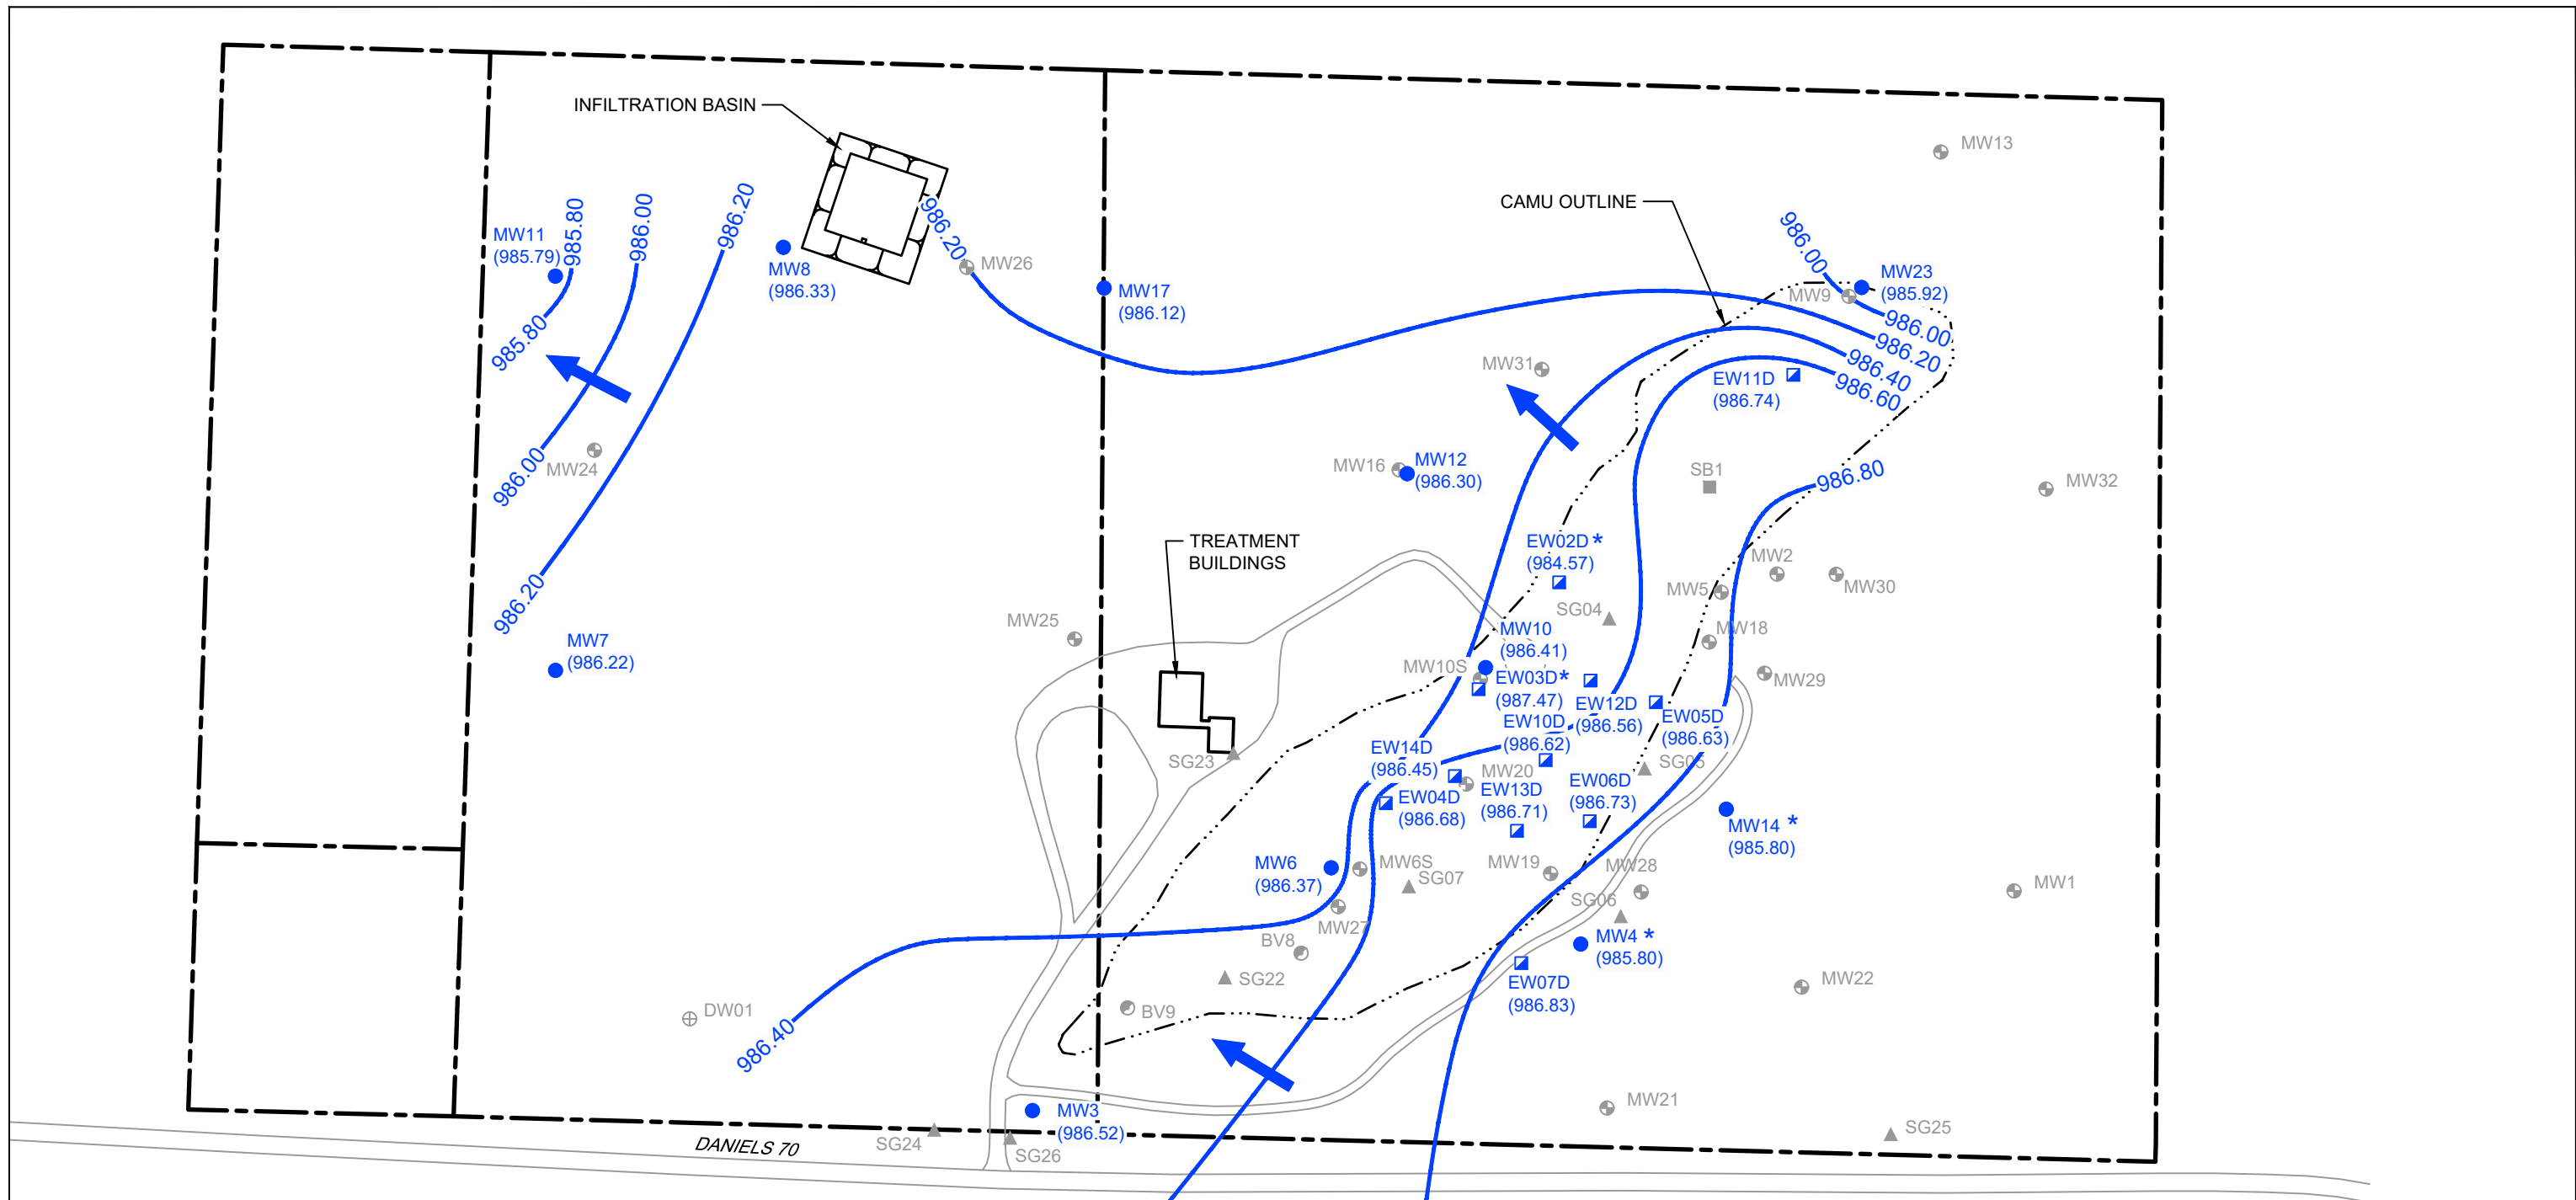 INFILTRATION BASIN
MW13
CAMU OUTLINE
985.80
986.00
986.20
986.20
986.00
MW11
(985.79)
MW8
(986.33)
MW26
MW17
(986.12)
MW9
MW23
(985.92)
985.80
986.00
986.20
986.40
986.60
MW31
EW11D
(986.74)
MW24
986.00
MW16
MW12
(986.30)
SB1
986.80
MW32
TREATMENT
BUILDINGS
EW02D *
(984.57)
MW2
MW5
MW30
986.20
SG04
MW25
MW18
MW7
(986.22)
MW10
(986.41)
MW10S
EW03D*
(987.47)
MW29
EW12D
(986.56)
EW10D
(986.62)
EW05D
(986.63)
EW14D
(986.45)
SG23
MW20
SG05
EW04D
(986.68)
EW13D
(986.71)
EW06D
(986.73)
MW14 *
(985.80)
MW6
(986.37)
MW6S
SG07
MW19
MW28
SG06
MW1
MW27
BV8
MW4 *
(985.80)
SG22
EW07D
(986.83)
MW22
DW01
BV9
986.40
MW3
(986.52)
MW21
SG24
SG26
SG25
DANIELS 70